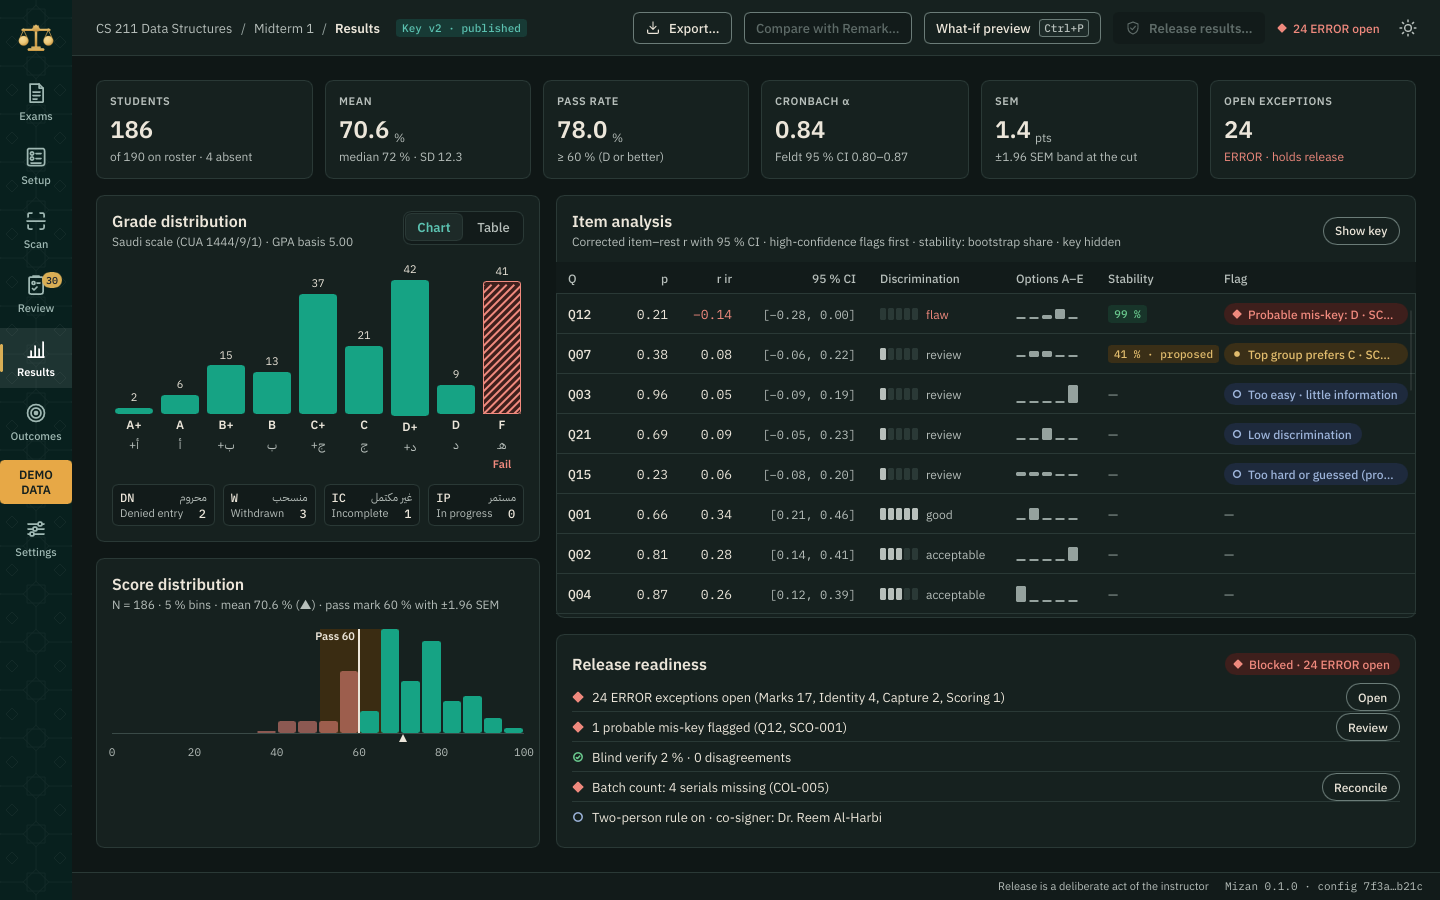 CS 211 Data Structures / Midterm 1 / Results Key v2 · published
Export... Compare with Remark... What-if preview Ctrl+P Release results... 24 ERROR open
Exams
Setup
Scan
30
Review
Results
Outcomes
DEMO DATA
Settings
STUDENTS
186
of 190 on roster · 4 absent
MEAN
70.6 %
median 72 % · SD 12.3
PASS RATE
78.0 %
≥ 60 % (D or better)
CRONBACH α
0.84
Feldt 95 % CI 0.80–0.87
SEM
1.4 pts
±1.96 SEM band at the cut
OPEN EXCEPTIONS
24
ERROR · holds release
Grade distribution
Saudi scale (CUA 1444/9/1) · GPA basis 5.00
Chart Table
2 6 15 13 37 21 42 9 41
A+ A B+ B C+ C D+ D F
أ+ أ ب+ ب ج+ ج د+ د هـ
Fail
DN محروم
Denied entry 2
W منسحب
Withdrawn 3
IC غير مكتمل
Incomplete 1
IP مستمر
In progress 0
Score distribution
N = 186 · 5 % bins · mean 70.6 % (▲) · pass mark 60 % with ±1.96 SEM
Pass 60
0 20 40 60 80 100
Item analysis
Corrected item–rest r with 95 % CI · high-confidence flags first · stability: bootstrap share · key hidden
Show key
Q p r ir 95 % CI Discrimination Options A–E Stability Flag
Q12 0.21 −0.14 [−0.28, 0.00] flaw 99 % Probable mis-key: D · SC...
Q07 0.38 0.08 [−0.06, 0.22] review 41 % · proposed Top group prefers C · SC...
Q03 0.96 0.05 [−0.09, 0.19] review — Too easy · little information
Q21 0.69 0.09 [−0.05, 0.23] review — Low discrimination
Q15 0.23 0.06 [−0.08, 0.20] review — Too hard or guessed (pro...
Q01 0.66 0.34 [0.21, 0.46] good — —
Q02 0.81 0.28 [0.14, 0.41] acceptable — —
Q04 0.87 0.26 [0.12, 0.39] acceptable — —
Release readiness
Blocked · 24 ERROR open
24 ERROR exceptions open (Marks 17, Identity 4, Capture 2, Scoring 1) Open
1 probable mis-key flagged (Q12, SCO-001) Review
Blind verify 2 % · 0 disagreements
Batch count: 4 serials missing (COL-005) Reconcile
Two-person rule on · co-signer: Dr. Reem Al-Harbi
Release is a deliberate act of the instructor Mizan 0.1.0 · config 7f3a…b21c